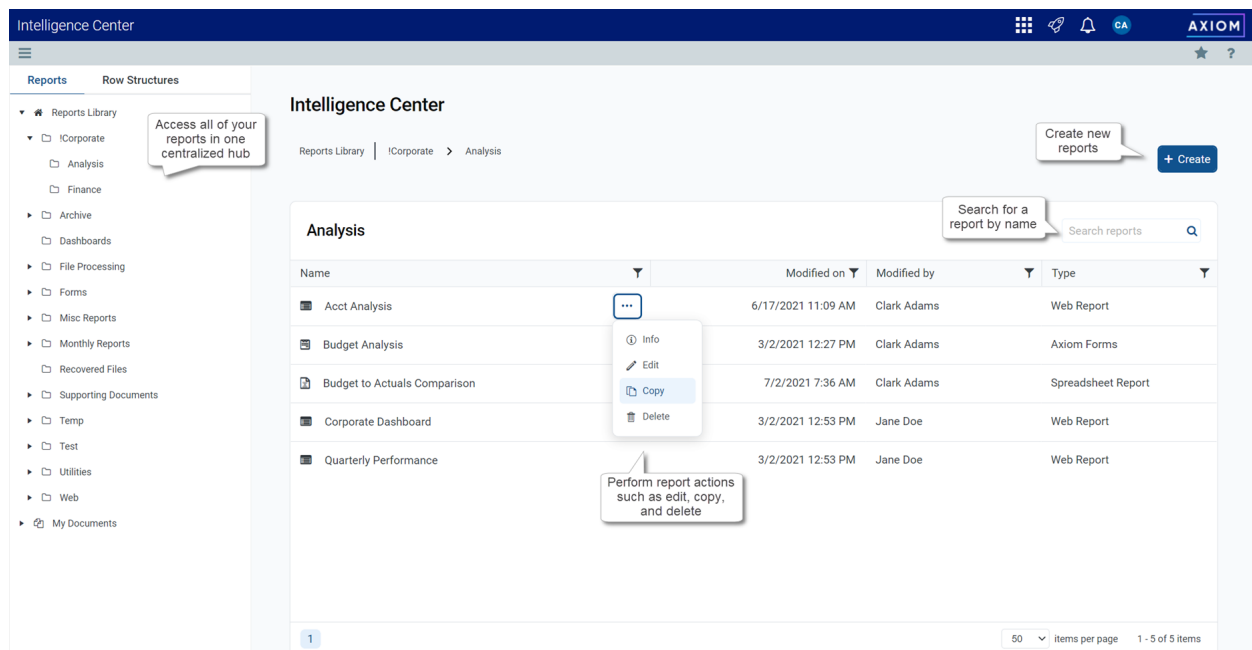 Intelligence Center
CA
AXIOM
?
Reports Row Structures
Reports Library
!Corporate
Analysis
Finance
Archive
Dashboards
File Processing
Forms
Misc Reports
Monthly Reports
Recovered Files
Supporting Documents
Temp
Test
Utilities
Web
My Documents
Access all of your
reports in one
centralized hub
Intelligence Center
Reports Library | !Corporate > Analysis
Create new
reports
+ Create
Analysis
Search for a
report by name
Search reports
Name Modified on Modified by Type
Acct Analysis ... 6/17/2021 11:09 AM Clark Adams Web Report
Budget Analysis 3/2/2021 12:27 PM Clark Adams Axiom Forms
Budget to Actuals Comparison 7/2/2021 7:36 AM Clark Adams Spreadsheet Report
Corporate Dashboard 3/2/2021 12:53 PM Jane Doe Web Report
Quarterly Performance 3/2/2021 12:53 PM Jane Doe Web Report
Info
Edit
Copy
Delete
Perform report actions
such as edit, copy,
and delete
1
50 items per page 1 - 5 of 5 items